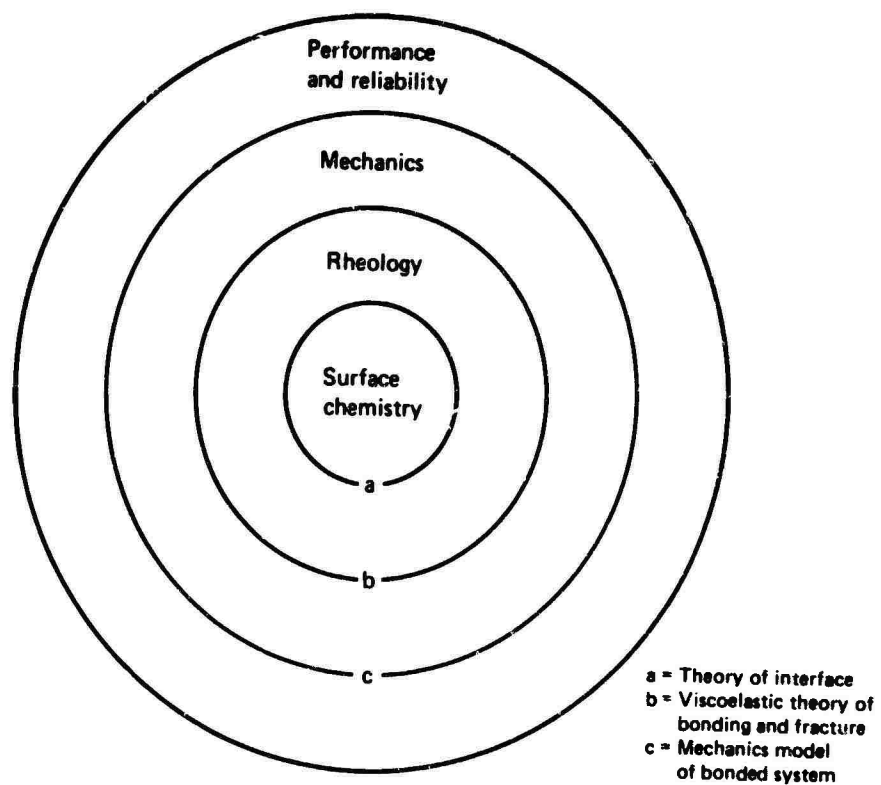 Performance
and reliability
Mechanics
Rheology
Surface
chemistry
a
b
c
a = Theory of interface
b = Viscoelastic theory of
bonding and fracture
c = Mechanics model
of bonded system